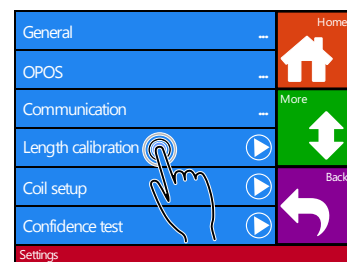 General ...
Home
OPOS ...
Communication ...
More
Length calibration
Coil setup
Back
Confidence test
Settings